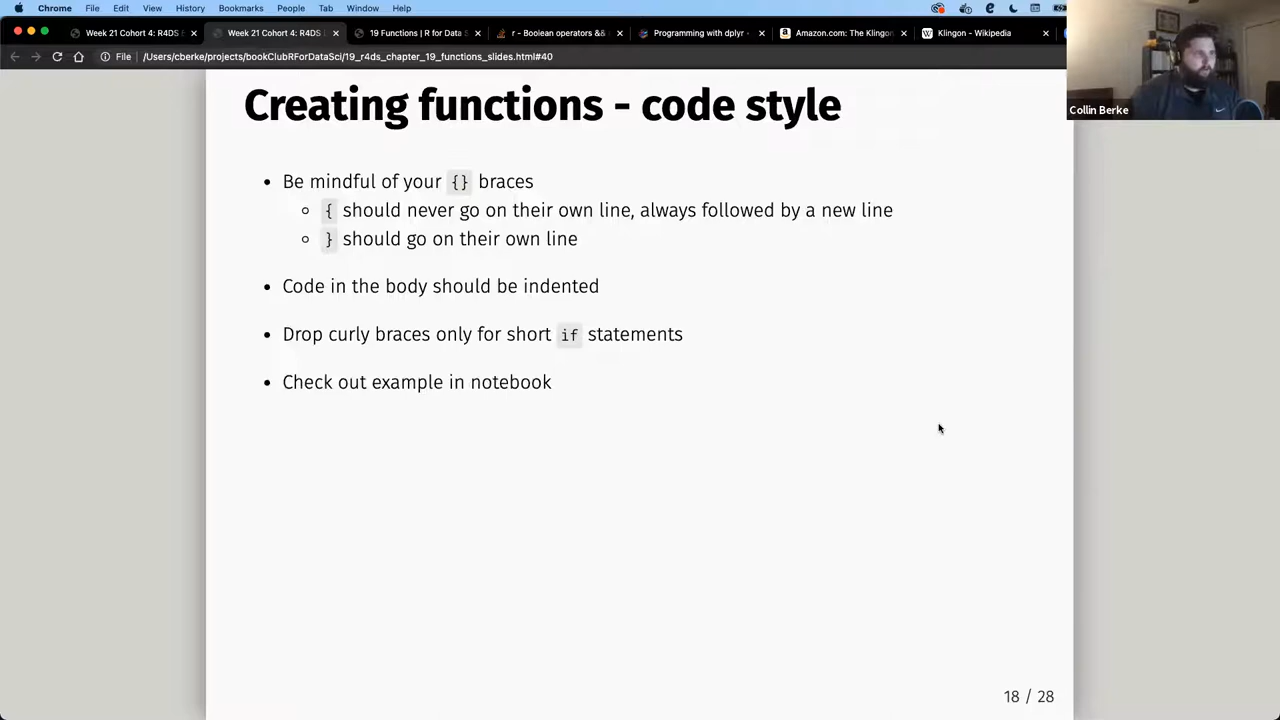 Chrome File Edit View History Bookmarks People Tab Window Help
Week 21 Cohort 4: R4DS Week 21 Cohort 4: R4DS 19 Functions | R for Data S r - Boolean operators && Programming with dplyr Amazon.com: The Klingon Klingon - Wikipedia
File /Users/cberke/projects/bookClubRForDataSci/19_r4ds_chapter_19_functions_slides.html#40
Collin Berke
Creating functions - code style
• Be mindful of your {} braces
{ should never go on their own line, always followed by a new line
} should go on their own line
• Code in the body should be indented
• Drop curly braces only for short if statements
• Check out example in notebook
18 / 28